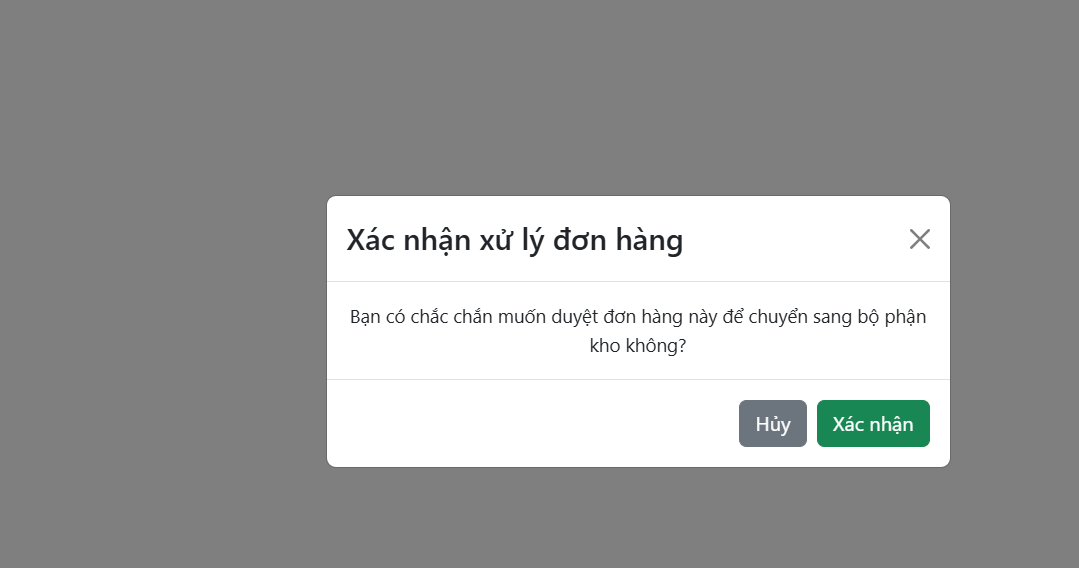 Xác nhận xử lý đơn hàng
Bạn có chắc chắn muốn duyệt đơn hàng này để chuyển sang bộ phận
kho không?
Hủy
Xác nhận